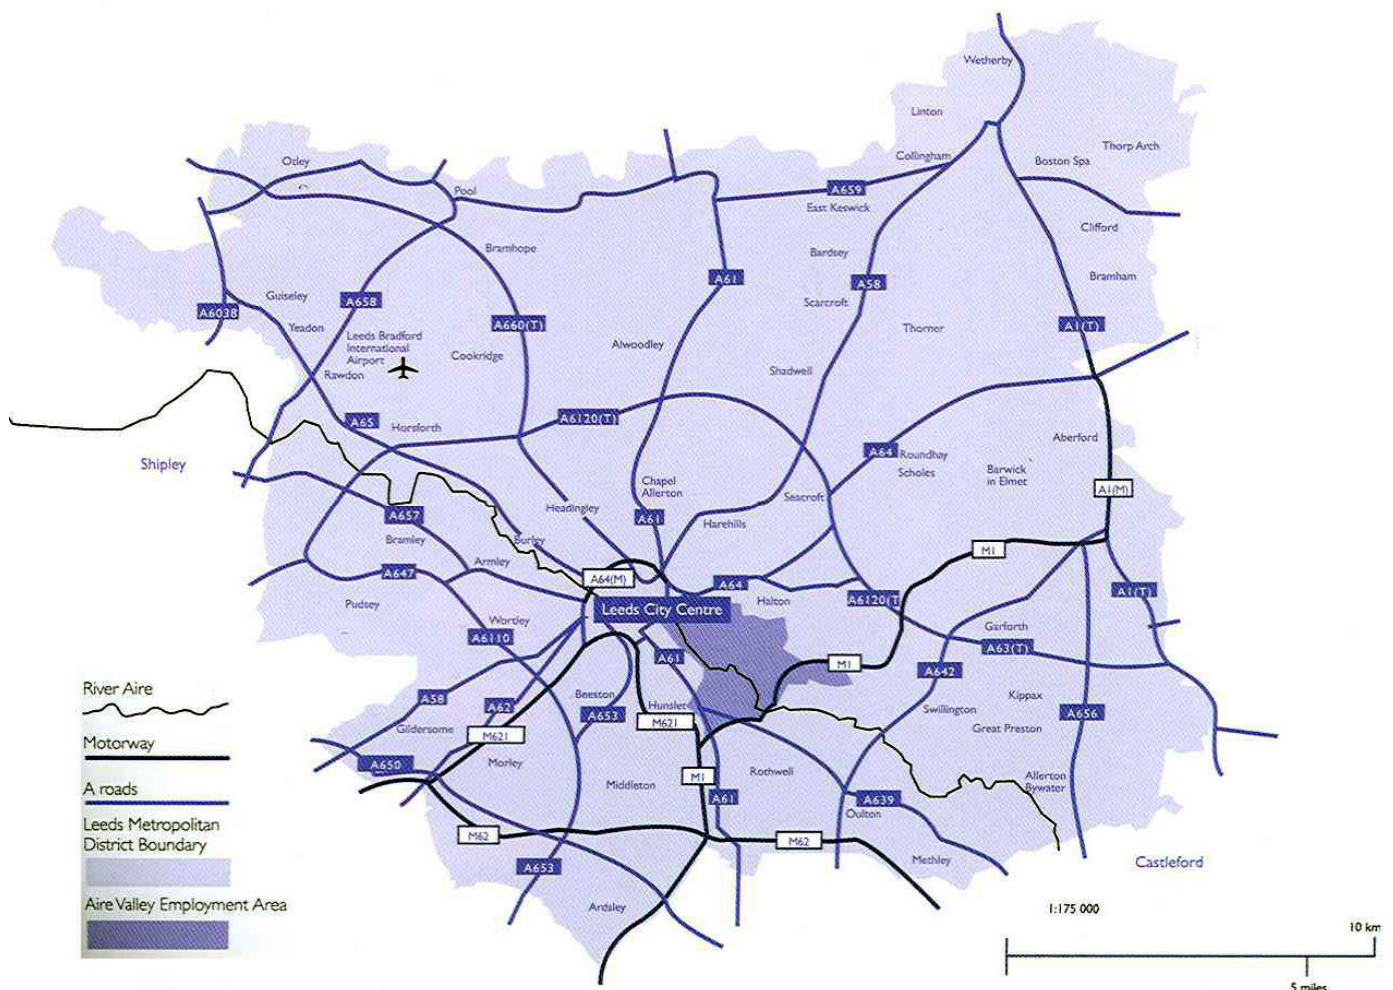 Wetherby
Linton
Thorp Arch
Collingham
Boston Spa
Otley
Pool
A659
East Keswick
Clifford
Bramhope
Bardsey
Bramham
A61
A58
Guiseley
A658
Scarcroft
A6038
Yeadon
A660(T)
Thorner
A1(T)
Leeds Bradford
International
Airport
Cookridge
Alwoodley
Shadwell
Rawdon
A65
A6120(T)
Horsforth
Aberford
A64
Roundhay
Scholes
Shipley
Barwick
in Elmet
Chapel
Allerton
A1(M)
Seacroft
Headingley
A657
A61
Harehills
Bramley
Burley
M1
Armley
A647
A64(M)
A64
A1(T)
Pudsey
Leeds City Centre
Halton
A6120(T
Wortley
Garforth
A6110
A63(T)
A61
M1
A642
River Aire
A58
Beeston
Kippax
A62
Hunslet
Swillington
A653
A656
M621
Gildersome
Great Preston
M621
Motorway
A650
Morley
Rothwell
M1
Allerton
Bywater
A roads
Middleton
A61
A639
Oulton
Leeds Metropolitan
District Boundary
M62
M62
Methley
Castleford
A653
Aire Valley Employment Area
Ardsley
1:175 000
10 km
5 miles